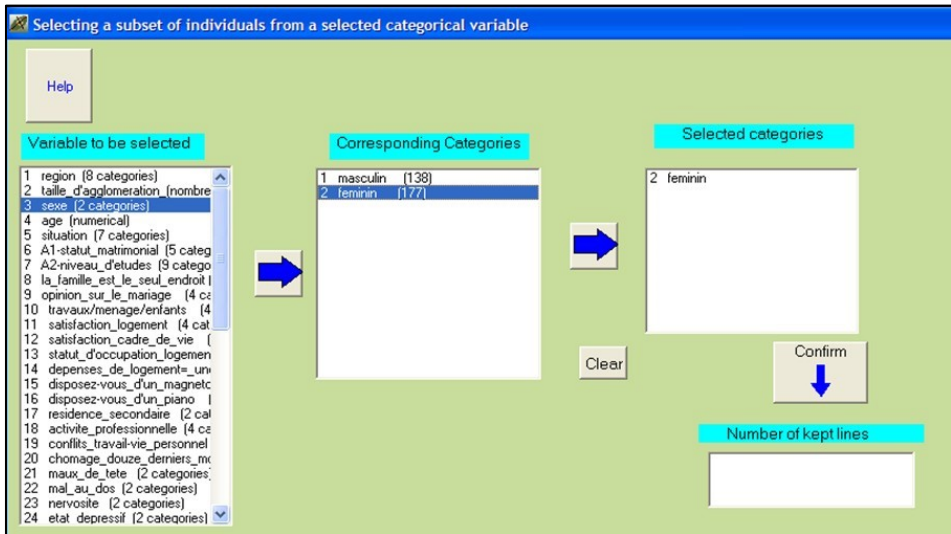 Selecting a subset of individuals from a selected categorical variable
Help
Variable to be selected
1 region (8 categories)
2 taille_d'agglomeration_(nombre
3 sexe (2 categories)
4 age (numerical)
5 situation (7 categories)
6 A1-statut_matrimonial (5 categ
7 A2-niveau_d'etudes (9 catego
8 la_famille_est_le_seul_endroit (
9 opinion_sur_le_mariage (4 ca
10 travaux/menage/enfants (4
11 satisfaction_logement (4 cat
12 satisfaction_cadre_de_vie (
13 statut_d'occupation_logemen
14 depenses_de_logement=_un
15 disposez-vous_d'un_magneto
16 disposez-vous_d'un_piano (
17 residence_secondaire (2 cat
18 activite_professionnelle (4 ca
19 conflits_travail-vie_personnel
20 chomage_douze_derniers_mo
21 maux_de_tete (2 categories)
22 mal_au_dos (2 categories)
23 nervosite (2 categories)
24 etat_depressif (2 categories)
Corresponding Categories
1 masculin (138)
2 feminin (177)
Selected categories
2 feminin
Clear
Confirm
Number of kept lines